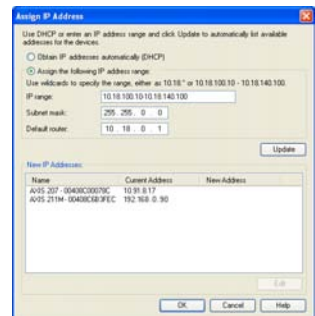 Assign IP Address
Use DHCP or enter an IP address range and click Update to automatically list available
addresses for the devices.
Obtain IP addresses automatically (DHCP)
Assign the following IP address range:
Use wildcards to specify the range, either as 10.18.* or 10.18.100.10 - 10.18.140.100.
IP range: 10.18.100.10-10.18.140.100
Subnet mask: 255 . 255 . 0 . 0
Default router: 10 . 18 . 0 . 1
Update
New IP Addresses:
Name Current Address New Address
AXIS 207 - 00408C00078C 10.91.8.17
AXIS 211M - 00408C6B3FEC 192.168.0.90
Edit
OK Cancel Help